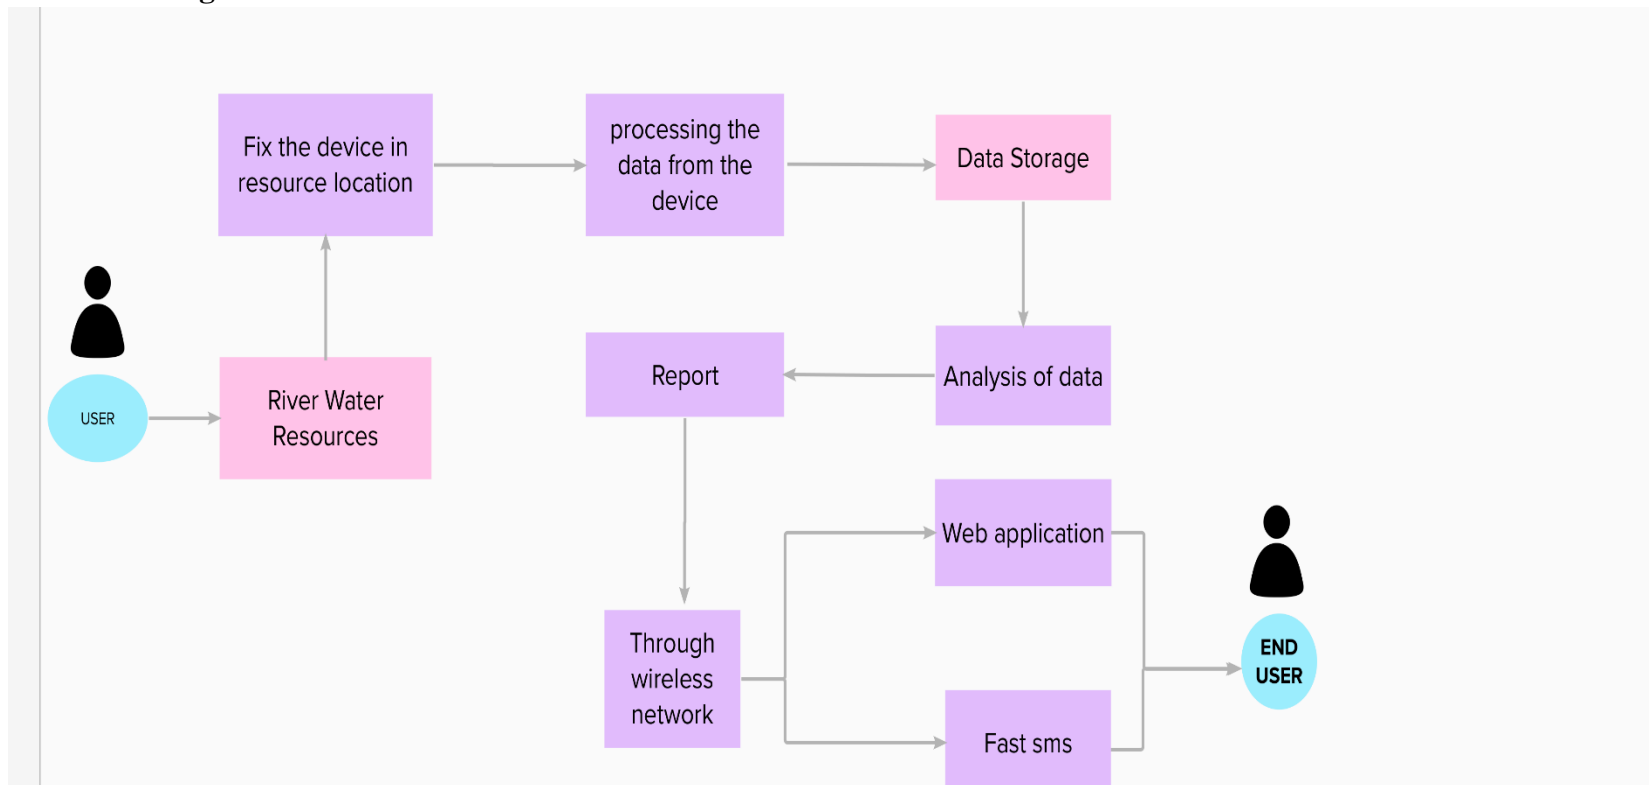 Fix the device in
resource location
processing the
data from the
device
Data Storage
Analysis of data
Report
USER
River Water
Resources
Web application
Through
wireless
network
Fast sms
END
USER